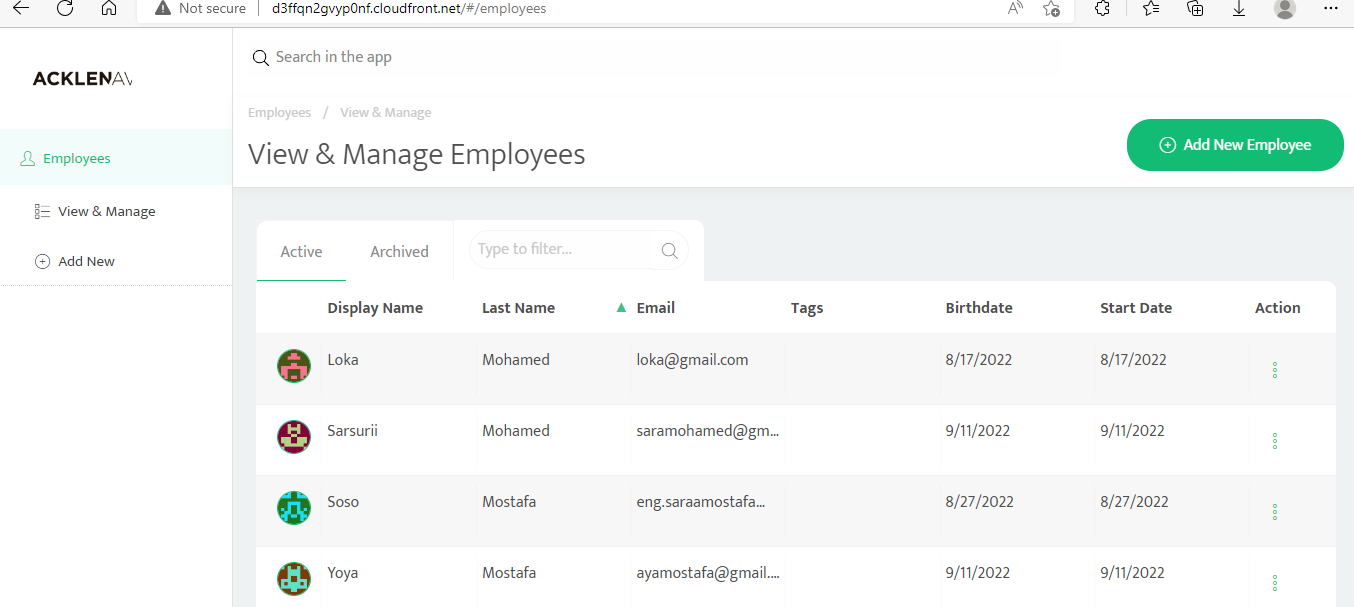 Not secure | d3ffqn2gvyp0nf.cloudfront.net/#/employees
ACKLENAV
Search in the app
Employees / View & Manage
View & Manage Employees
Add New Employee
Employees
View & Manage
Add New
Active Archived Type to filter...
Display Name Last Name Email Tags Birthdate Start Date Action
Loka Mohamed loka@gmail.com 8/17/2022 8/17/2022
Sarsurii Mohamed saramohamed@gm... 9/11/2022 9/11/2022
Soso Mostafa eng.saraamostafa... 8/27/2022 8/27/2022
Yoya Mostafa ayamostafa@gmail.... 9/11/2022 9/11/2022